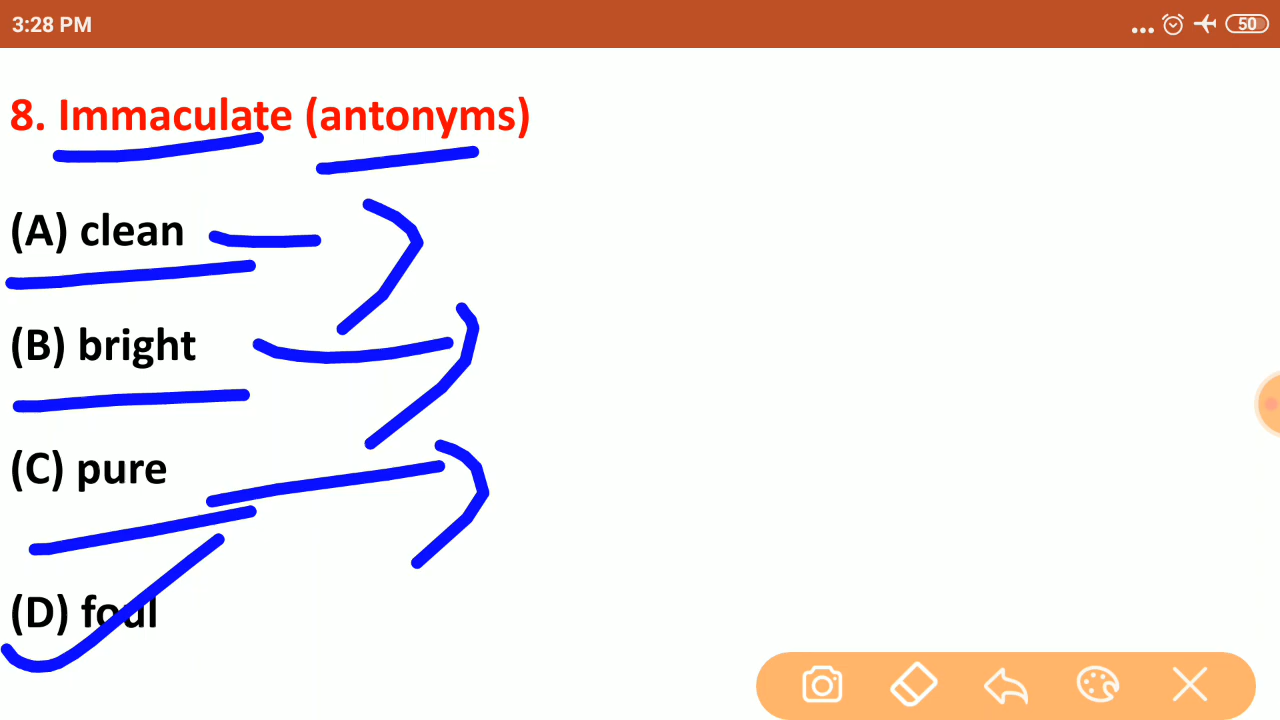 3:28 PM
50
8. Immaculate (antonyms)
(A) clean
(B) bright
(C) pure
(D) foul